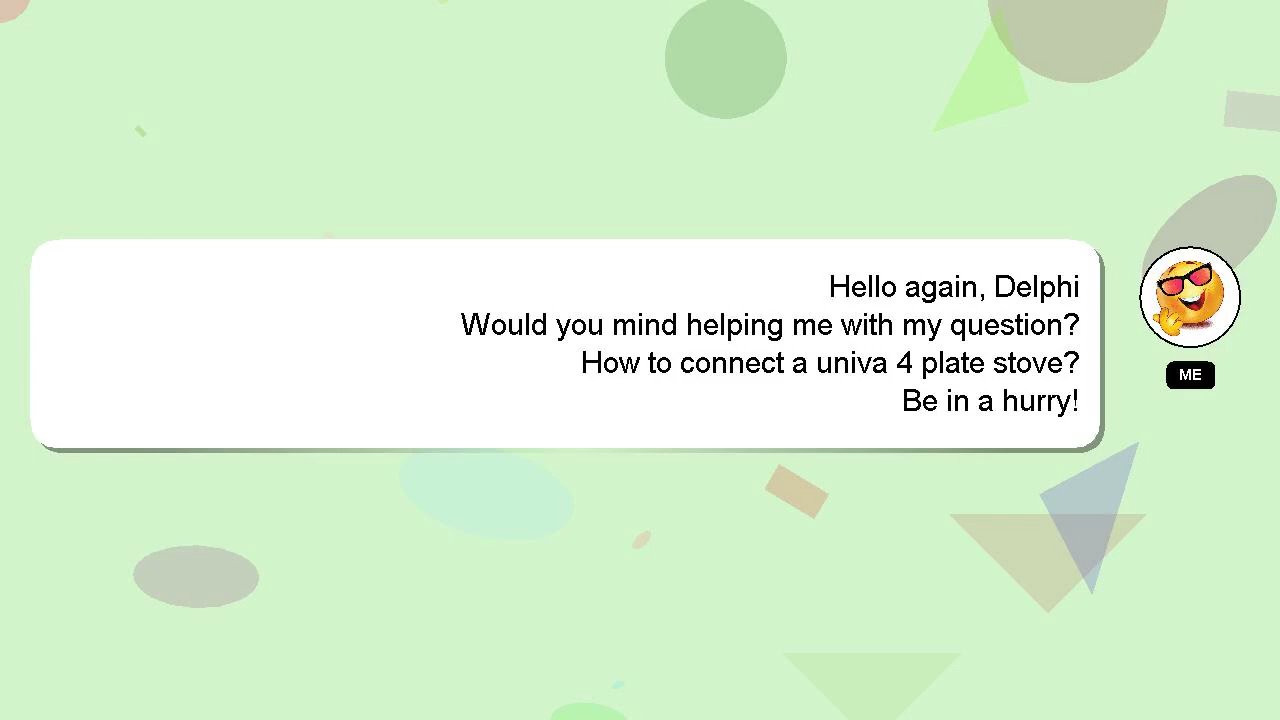 Hello again, Delphi
Would you mind helping me with my question?
How to connect a univa 4 plate stove?
Be in a hurry!
ME